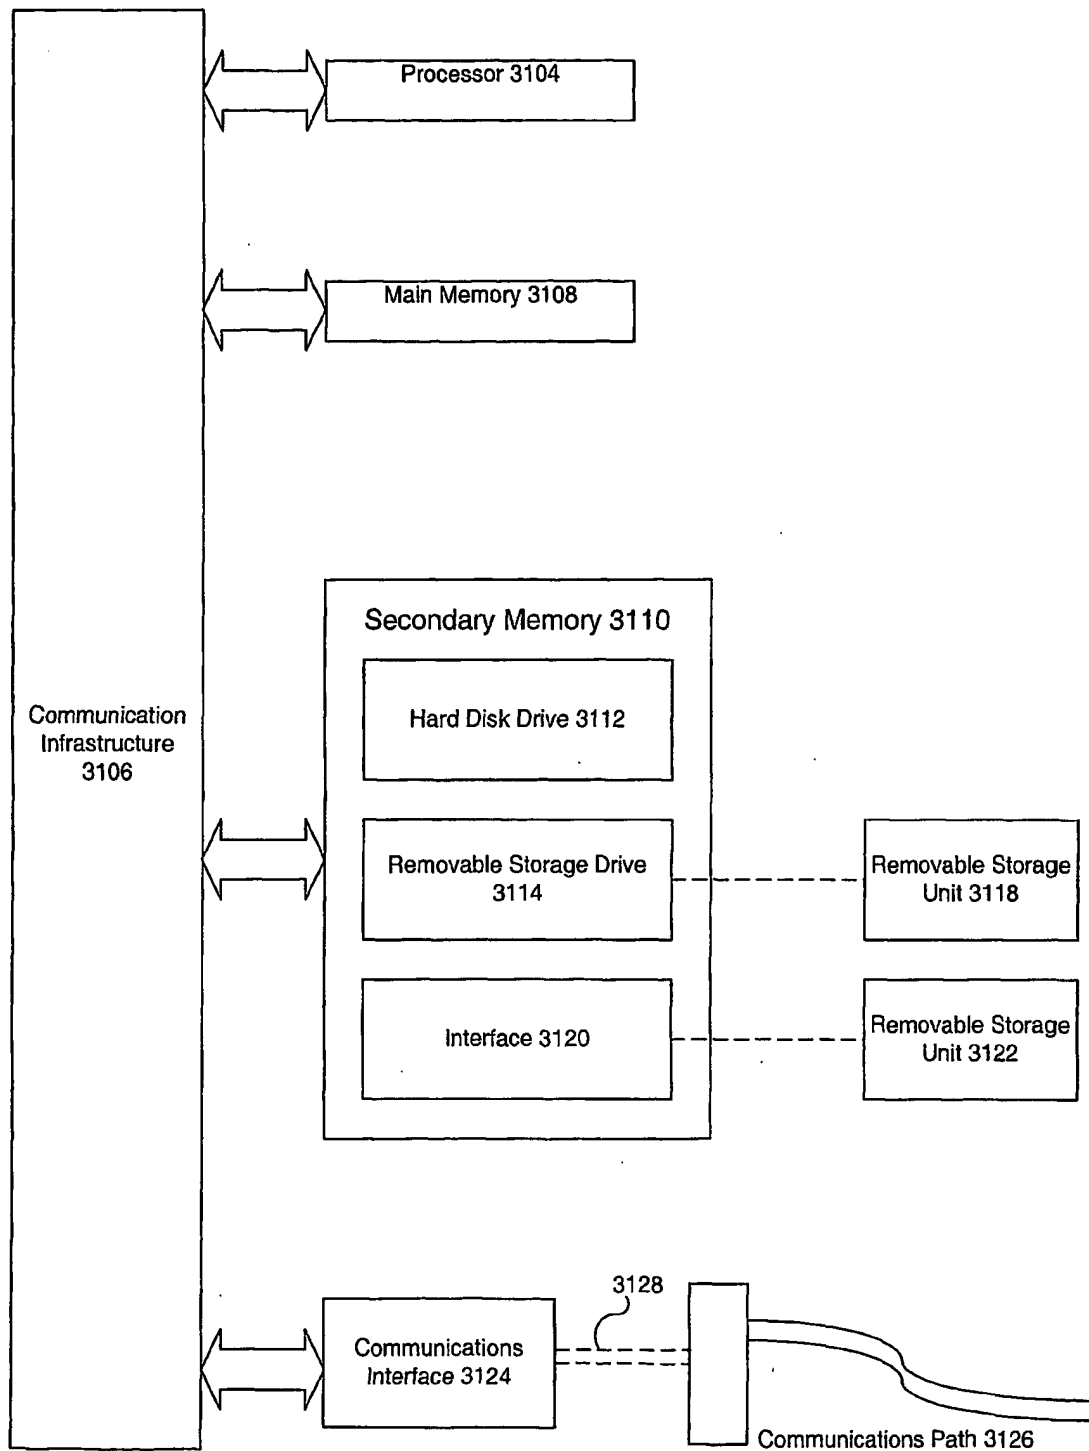 Processor 3104
Main Memory 3108
Secondary Memory 3110
Hard Disk Drive 3112
Communication
Infrastructure
3106
Removable Storage Drive
3114
Removable Storage
Unit 3118
Interface 3120
Removable Storage
Unit 3122
3128
Communications
Interface 3124
Communications Path 3126